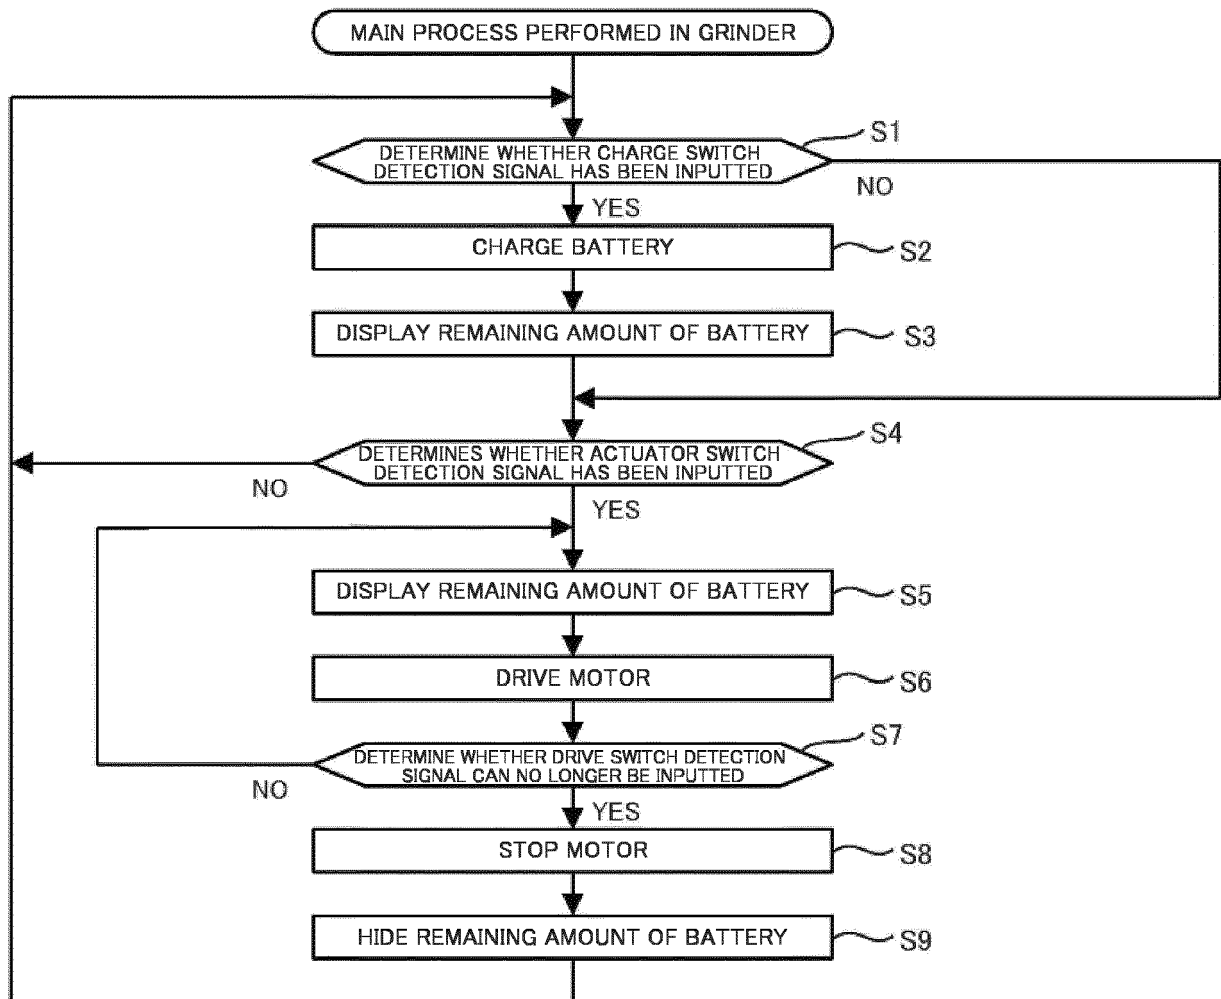 MAIN PROCESS PERFORMED IN GRINDER
S1
DETERMINE WHETHER CHARGE SWITCH
DETECTION SIGNAL HAS BEEN INPUTTED
NO
YES
CHARGE BATTERY
S2
DISPLAY REMAINING AMOUNT OF BATTERY
S3
S4
DETERMINES WHETHER ACTUATOR SWITCH
DETECTION SIGNAL HAS BEEN INPUTTED
NO
YES
DISPLAY REMAINING AMOUNT OF BATTERY
S5
DRIVE MOTOR
S6
S7
DETERMINE WHETHER DRIVE SWITCH DETECTION
SIGNAL CAN NO LONGER BE INPUTTED
NO
YES
STOP MOTOR
S8
HIDE REMAINING AMOUNT OF BATTERY
S9